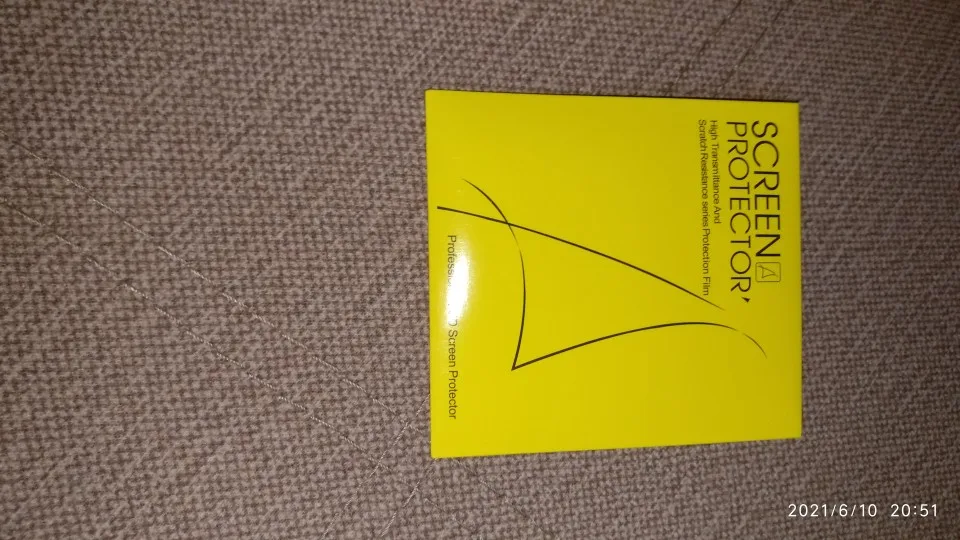 SCREEN A
PROTECTOR'
High Transmittance And
Scratch Resistance series Protection Film
Screen Protector
2021/6/10 20:51